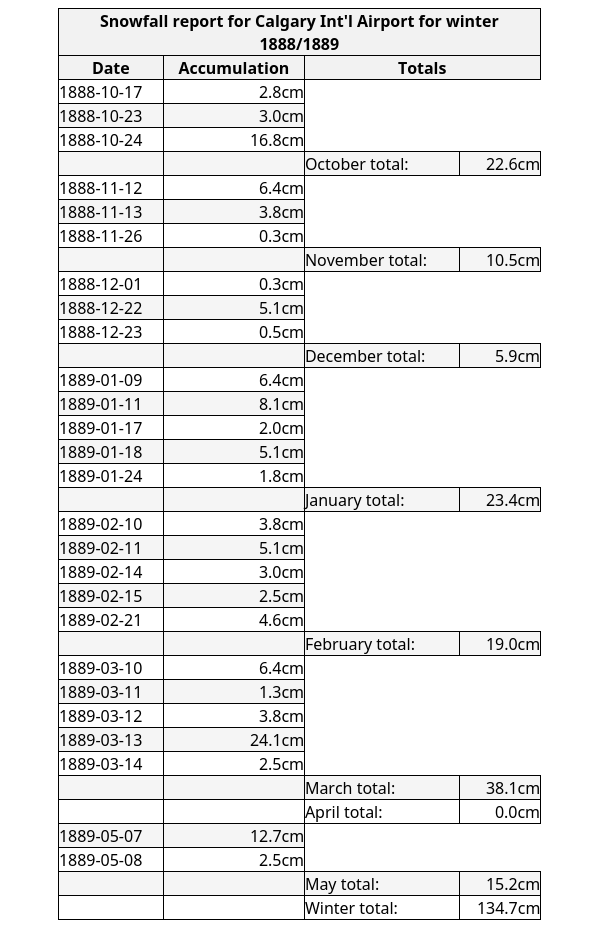 Snowfall report for Calgary Int'l Airport for winter
1888/1889
Date Accumulation Totals
1888-10-17 2.8cm
1888-10-23 3.0cm
1888-10-24 16.8cm
October total: 22.6cm
1888-11-12 6.4cm
1888-11-13 3.8cm
1888-11-26 0.3cm
November total: 10.5cm
1888-12-01 0.3cm
1888-12-22 5.1cm
1888-12-23 0.5cm
December total: 5.9cm
1889-01-09 6.4cm
1889-01-11 8.1cm
1889-01-17 2.0cm
1889-01-18 5.1cm
1889-01-24 1.8cm
January total: 23.4cm
1889-02-10 3.8cm
1889-02-11 5.1cm
1889-02-14 3.0cm
1889-02-15 2.5cm
1889-02-21 4.6cm
February total: 19.0cm
1889-03-10 6.4cm
1889-03-11 1.3cm
1889-03-12 3.8cm
1889-03-13 24.1cm
1889-03-14 2.5cm
March total: 38.1cm
April total: 0.0cm
1889-05-07 12.7cm
1889-05-08 2.5cm
May total: 15.2cm
Winter total: 134.7cm